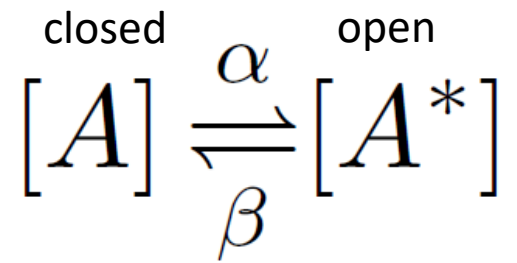 closed open
α
[A] ⇌ [A*]
β